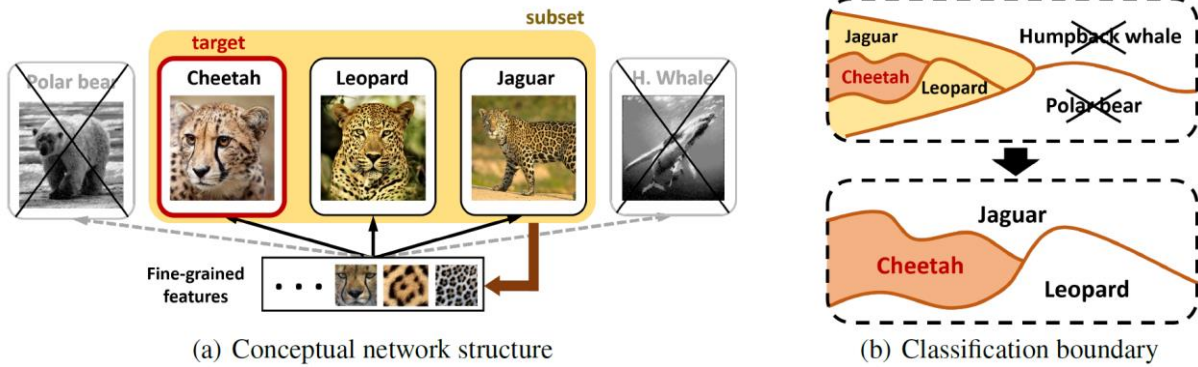 subset
target
Polar bear
Cheetah
Leopard
Jaguar
H. Whale
Fine-grained
features
(a) Conceptual network structure
Jaguar
Humpback whale
Cheetah
Leopard
Polar bear
Jaguar
Cheetah
Leopard
(b) Classification boundary